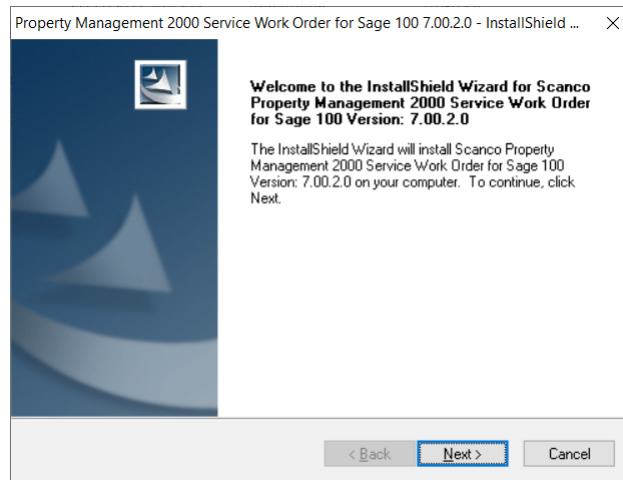 Property Management 2000 Service Work Order for Sage 100 7.00.2.0 - InstallShield ...
Welcome to the InstallShield Wizard for Scanco
Property Management 2000 Service Work Order
for Sage 100 Version: 7.00.2.0
The InstallShield Wizard will install Scanco Property
Management 2000 Service Work Order for Sage 100
Version: 7.00.2.0 on your computer. To continue, click
Next.
< Back Next > Cancel